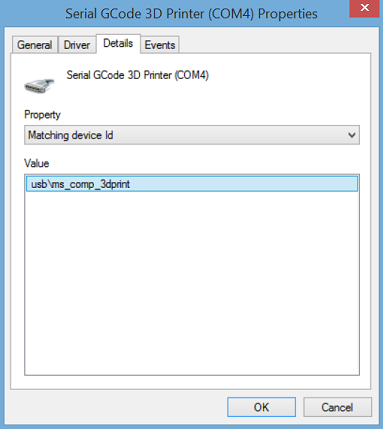 Serial GCode 3D Printer (COM4) Properties
General Driver Details Events
Serial GCode 3D Printer (COM4)
Property
Matching device Id
Value
usb\ms_comp_3dprint
OK Cancel